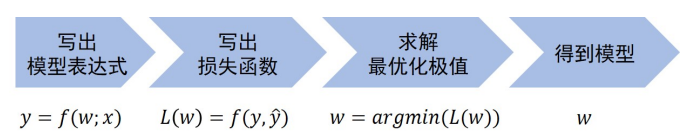 写出
模型表达式
写出
损失函数
求解
最优化极值
得到模型
y = f(w; x)
L(w) = f(y, ŷ)
w = argmin(L(w))
w